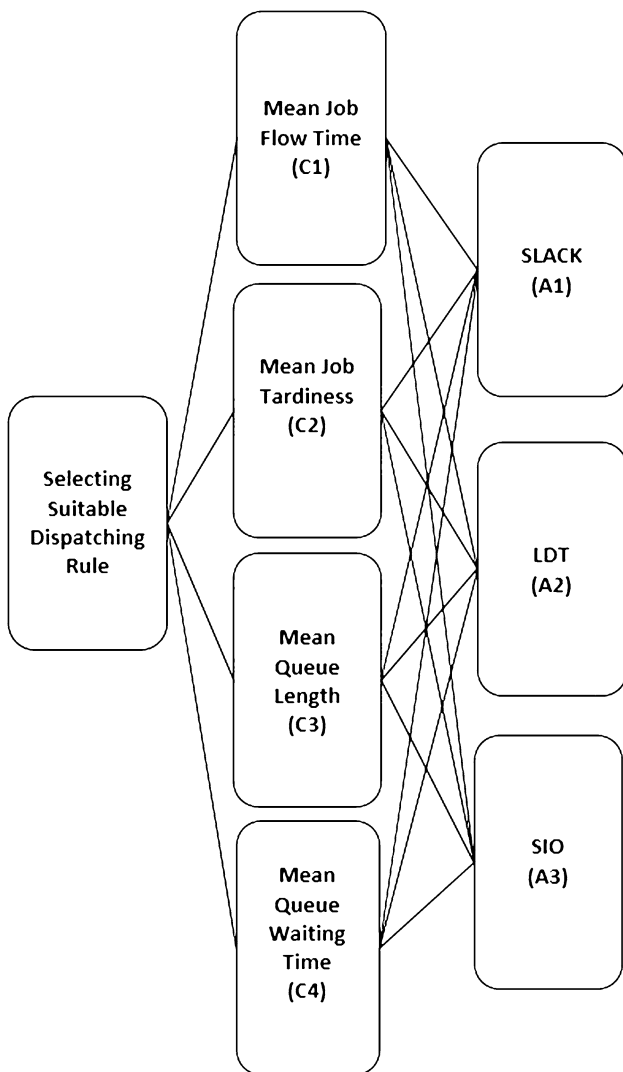 Selecting
Suitable
Dispatching
Rule
Mean Job
Flow Time
(C1)
Mean Job
Tardiness
(C2)
Mean
Queue
Length
(C3)
Mean
Queue
Waiting
Time
(C4)
SLACK
(A1)
LDT
(A2)
SIO
(A3)